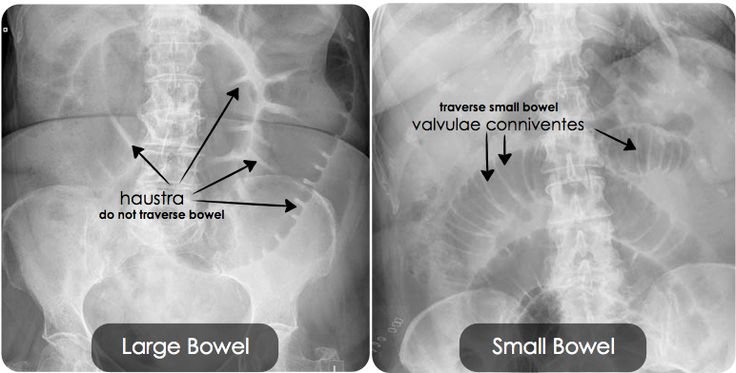 haustra
do not traverse bowel
Large Bowel
L
traverse small bowel
valvulae conniventes
Small Bowel